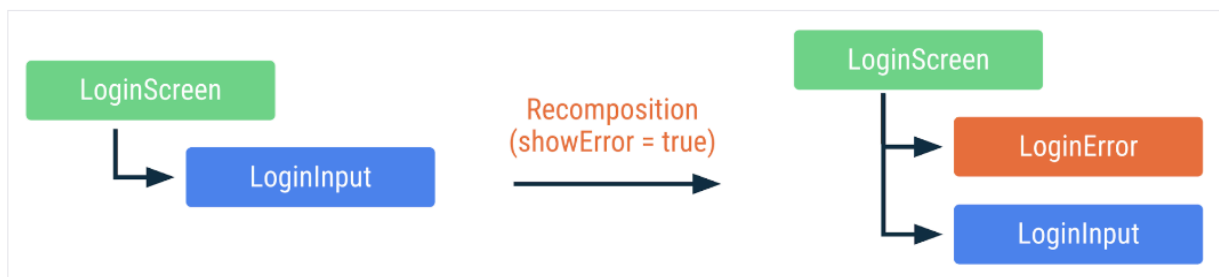 LoginScreen
LoginInput
Recomposition
(showError = true)
LoginScreen
LoginError
LoginInput